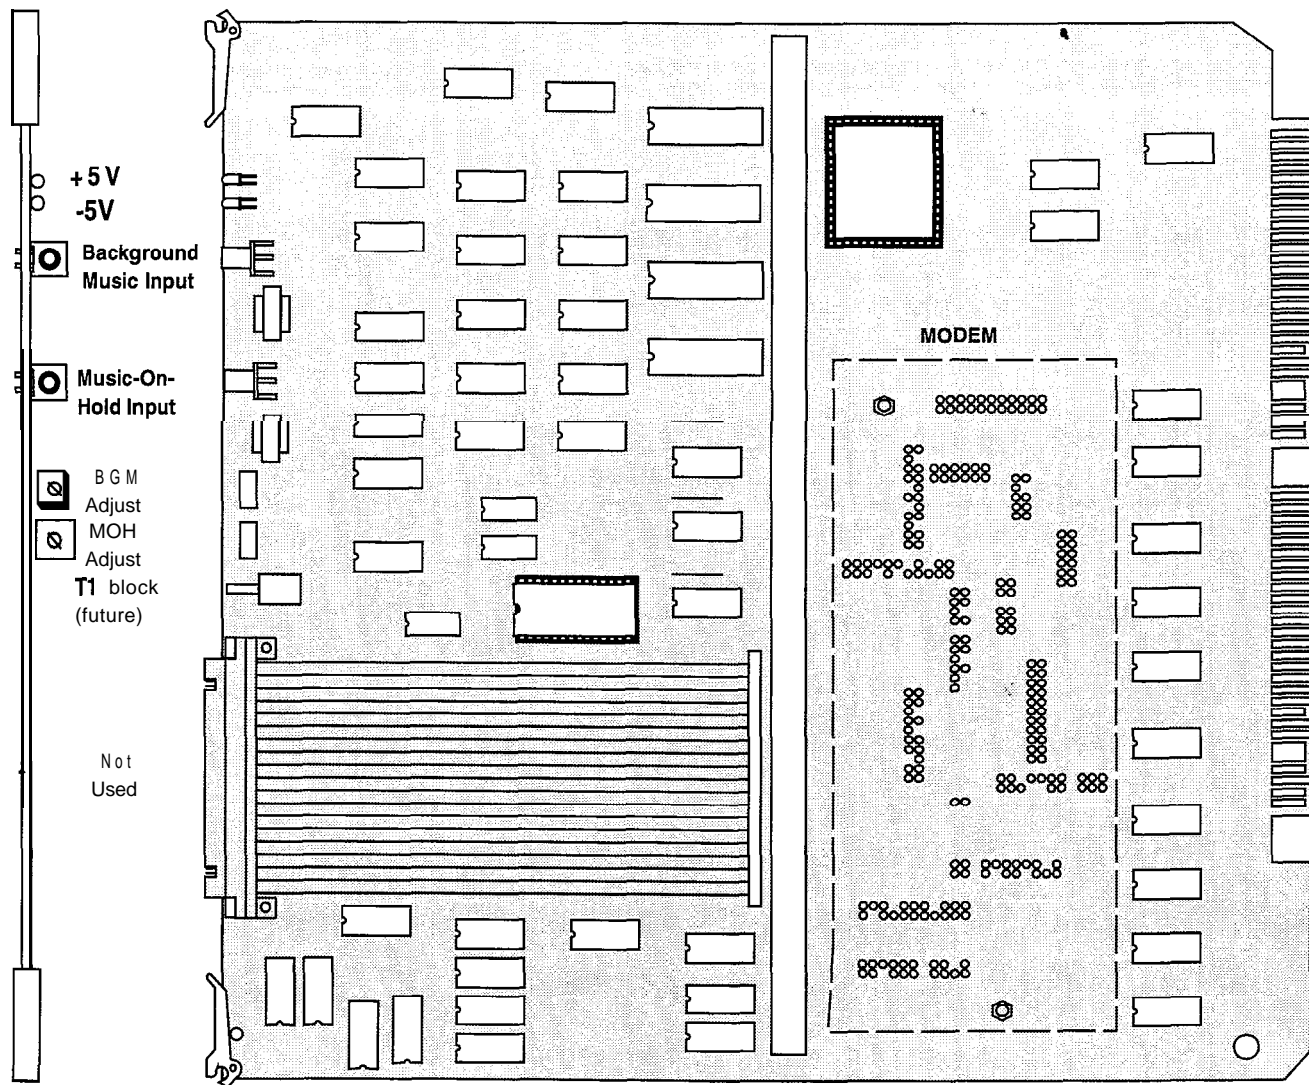 +5V
-5V
Background
Music Input
Music-On-
Hold Input
BGM
Adjust
MOH
Adjust
T1 block
(future)
Not
Used
MODEM